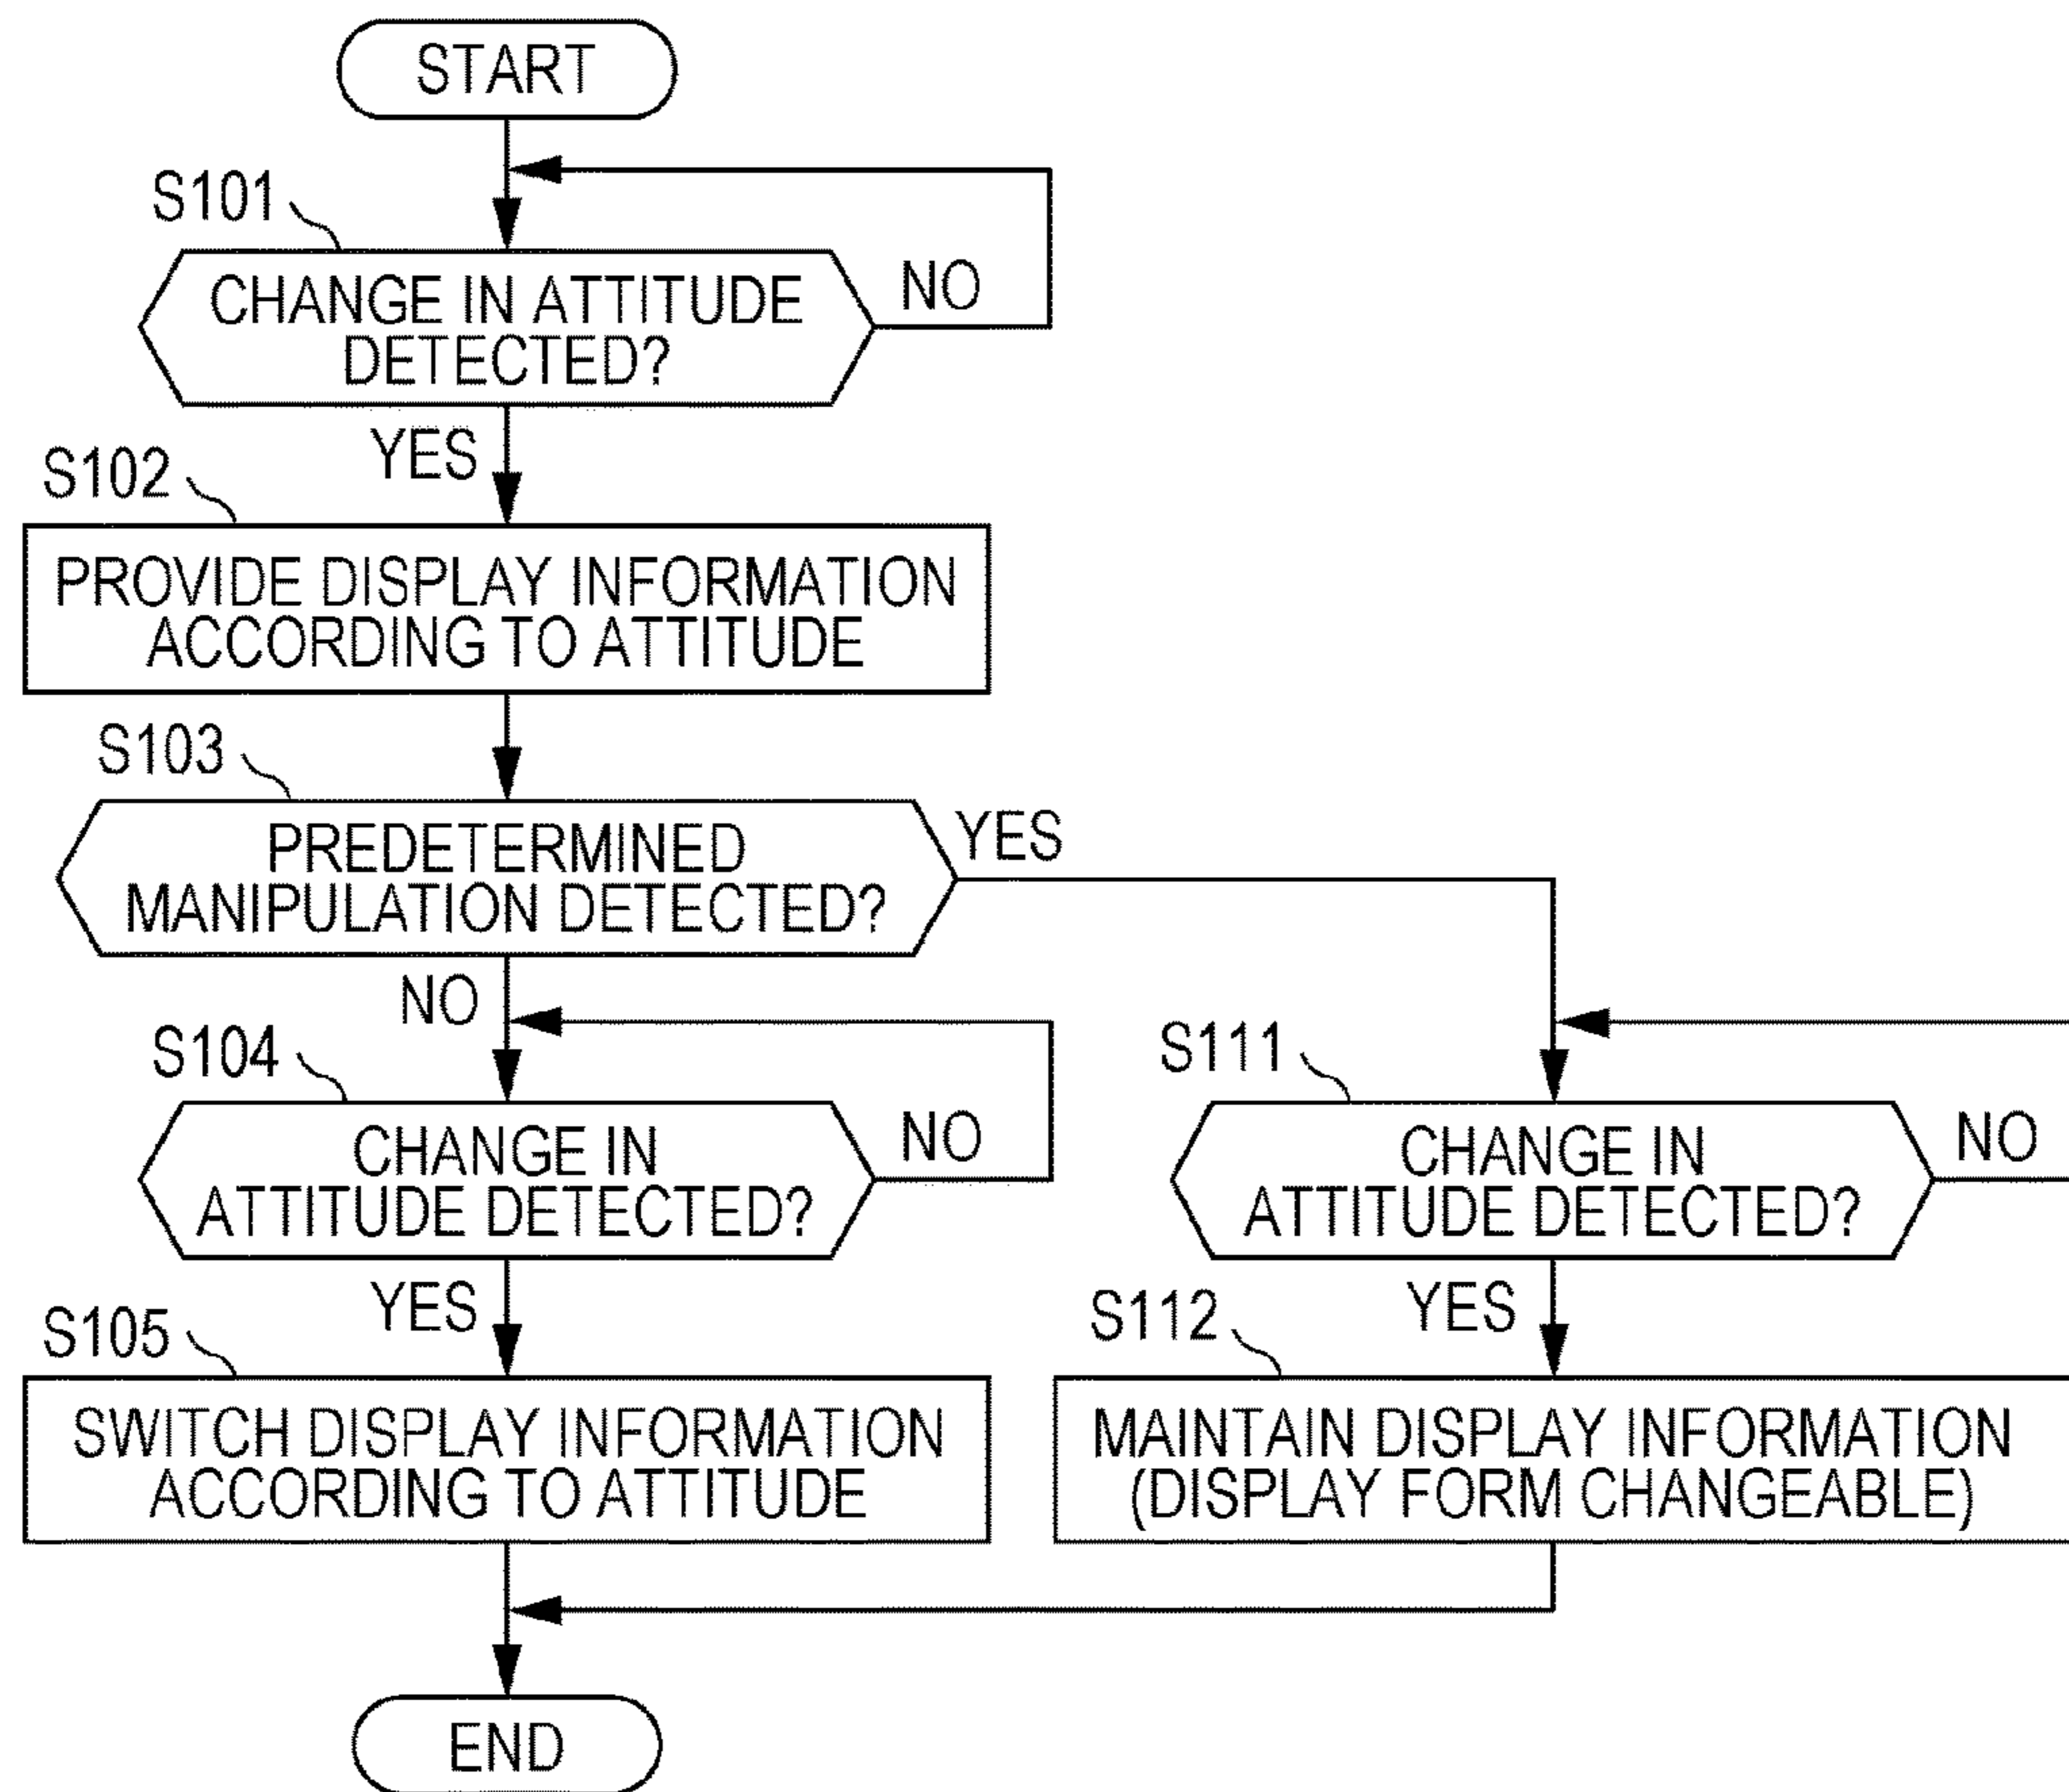 START
S101
CHANGE IN ATTITUDE
DETECTED?
NO
YES
S102
PROVIDE DISPLAY INFORMATION
ACCORDING TO ATTITUDE
S103
PREDETERMINED
MANIPULATION DETECTED?
YES
NO
S104
CHANGE IN
ATTITUDE DETECTED?
NO
YES
S105
SWITCH DISPLAY INFORMATION
ACCORDING TO ATTITUDE
S111
CHANGE IN
ATTITUDE DETECTED?
NO
YES
S112
MAINTAIN DISPLAY INFORMATION
(DISPLAY FORM CHANGEABLE)
END